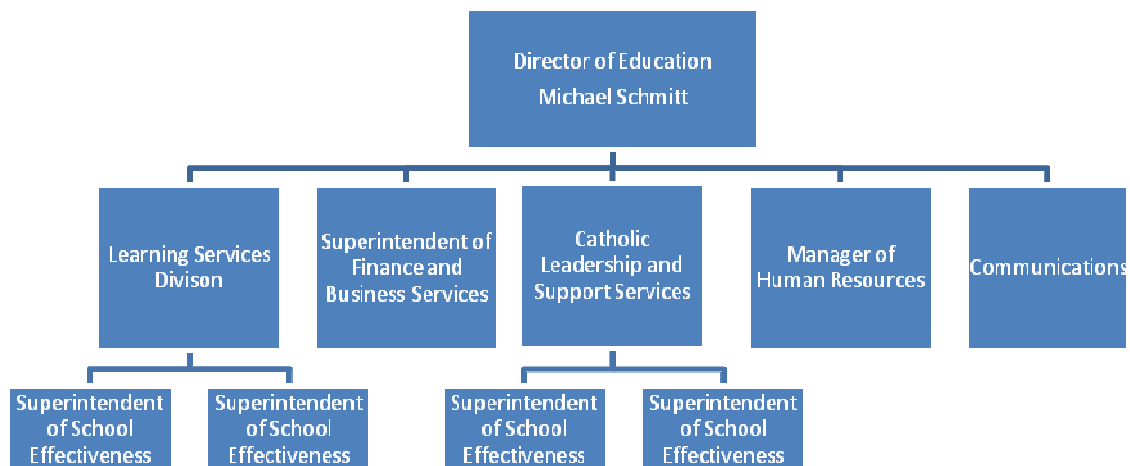 Director of Education
Michael Schmitt
Learning Services
Divison
Superintendent of
Finance and
Business Services
Catholic
Leadership and
Support Services
Manager of
Human Resources
Communications
Superintendent
of School
Effectiveness
Superintendent
of School
Effectiveness
Superintendent
of School
Effectiveness
Superintendent
of School
Effectiveness